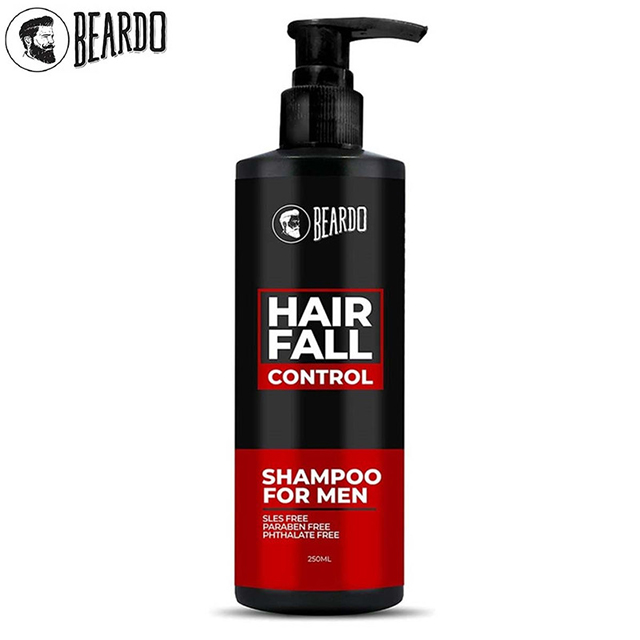 BEARDO
BEARDO
HAIR
FALL
CONTROL
SHAMPOO
FOR MEN
SLES FREE
PARABEN FREE
PHTHALATE FREE
250ML